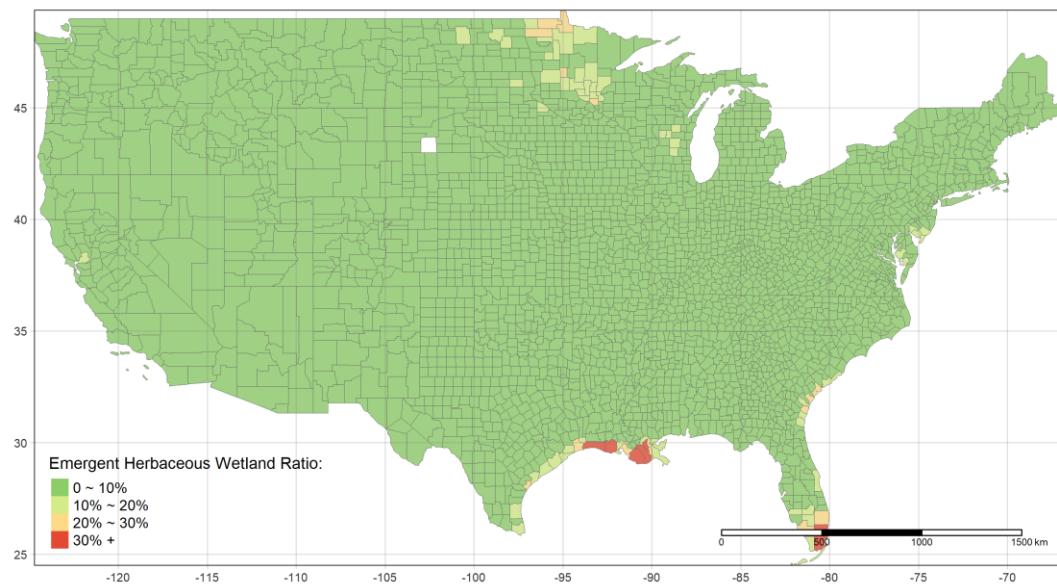 45
40
35
30
25
Emergent Herbaceous Wetland Ratio:
0 ~ 10%
10% ~ 20%
20% ~ 30%
30% +
0 500 1000 1500 km
-120 -115 -110 -105 -100 -95 -90 -85 -80 -75 -70